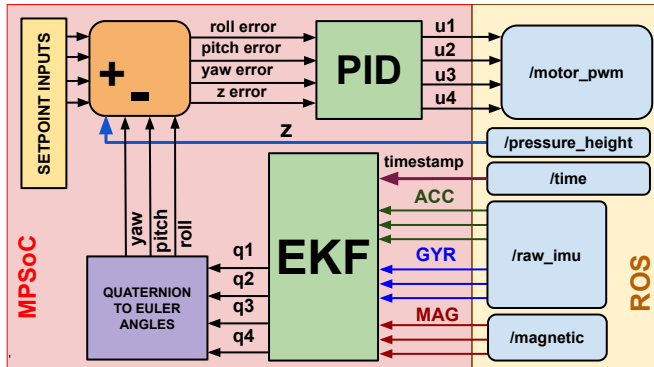 SETPOINT INPUTS
+
-
roll error
pitch error
yaw error
z error
PID
u1
u2
u3
u4
/motor_pwm
z
/pressure_height
timestamp
/time
ACC
GYR
/raw_imu
MAG
/magnetic
EKF
q1
q2
q3
q4
QUATERNION
TO EULER
ANGLES
yaw
pitch
roll
MPSoC
ROS